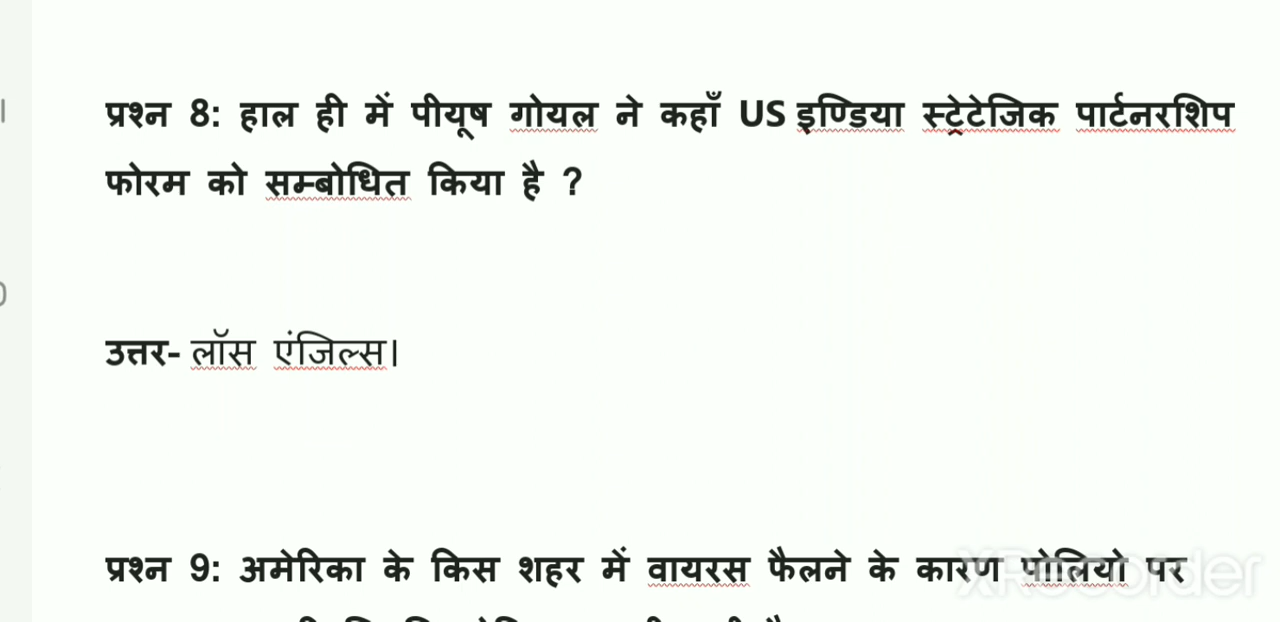 प्रश्न 8: हाल ही में पीयूष गोयल ने कहाँ US इण्डिया स्ट्रेटेजिक पार्टनरशिप
फोरम को सम्बोधित किया है ?
उत्तर- लॉस एंजिल्स।
प्रश्न 9: अमेरिका के किस शहर में वायरस फैलने के कारण पोलियो पर
XRecorder